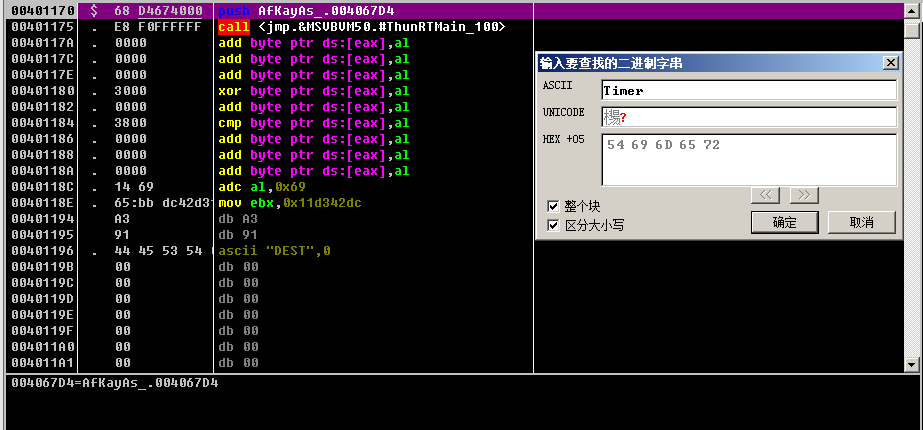 00401170 $ 68 D4674000 push AfKayAs_.004067D4
00401175 . E8 F0FFFFFF call <jmp.&MSVBVM50.#ThunRTMain_100>
0040117A . 0000 add byte ptr ds:[eax],al
0040117C . 0000 add byte ptr ds:[eax],al
0040117E . 0000 add byte ptr ds:[eax],al
00401180 . 3000 xor byte ptr ds:[eax],al
00401182 . 0000 add byte ptr ds:[eax],al
00401184 . 3800 cmp byte ptr ds:[eax],al
00401186 . 0000 add byte ptr ds:[eax],al
00401188 . 0000 add byte ptr ds:[eax],al
0040118A . 0000 add byte ptr ds:[eax],al
0040118C . 14 69 adc al,0x69
0040118E . 65:bb dc42d3 mov ebx,0x11d342dc
00401194 A3 db A3
00401195 91 db 91
00401196 . 44 45 53 54 ascii "DEST",0
0040119B 00 db 00
0040119C 00 db 00
0040119D 00 db 00
0040119E 00 db 00
0040119F 00 db 00
004011A0 00 db 00
004011A1 00 db 00
004067D4=AfKayAs_.004067D4
输入要查找的二进制字串
ASCII Timer
UNICODE 楊?
HEX +05 54 69 6D 65 72
<< >>
整个块
区分大小写
确定 取消